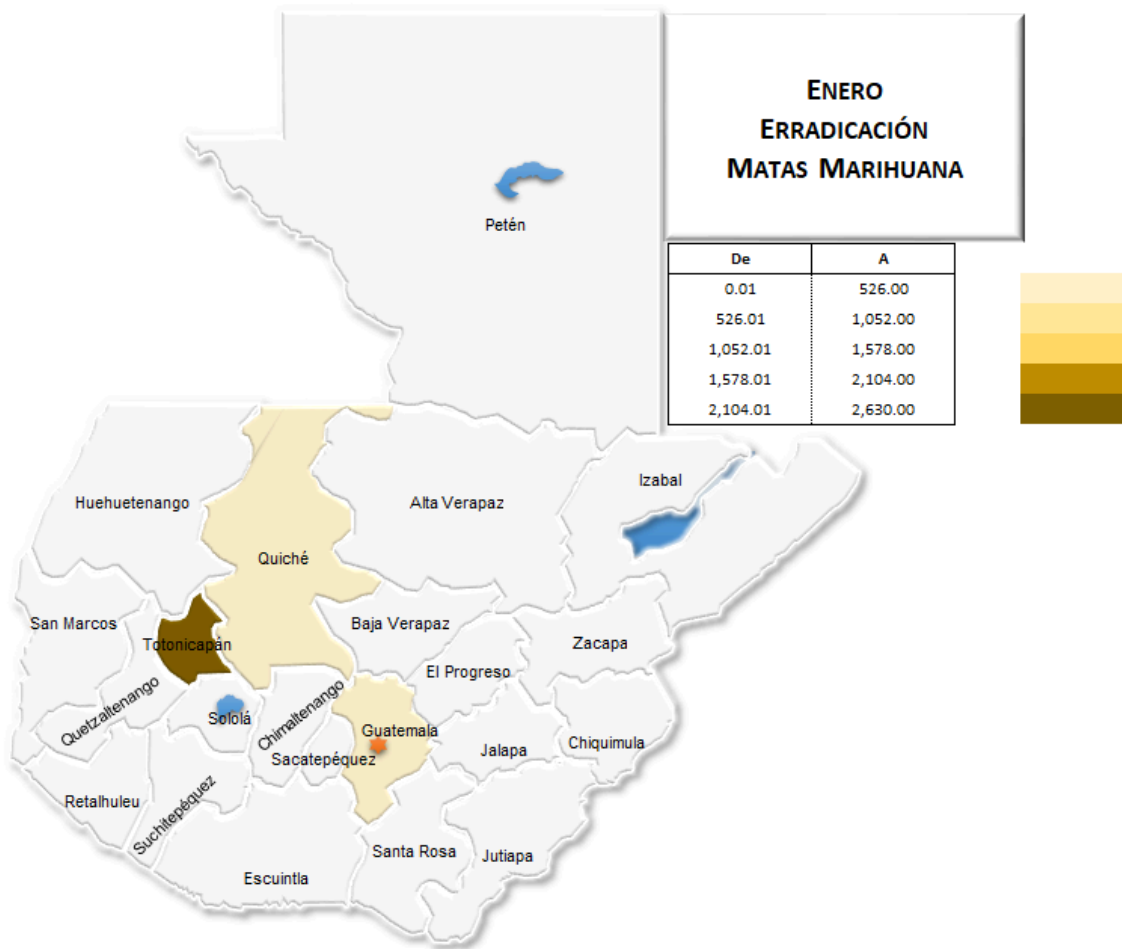 ENERO
ERRADICACIÓN
MATAS MARIHUANA
De A
0.01 526.00
526.01 1,052.00
1,052.01 1,578.00
1,578.01 2,104.00
2,104.01 2,630.00
Petén
Izabal
Huehuetenango
Alta Verapaz
Quiché
San Marcos
Baja Verapaz
Totonicapán
Zacapa
El Progreso
Quetzaltenango
Sololá
Chimaltenango
Guatemala
Sacatepéquez
Jalapa
Chiquimula
Retalhuleu
Suchitepéquez
Santa Rosa
Jutiapa
Escuintla